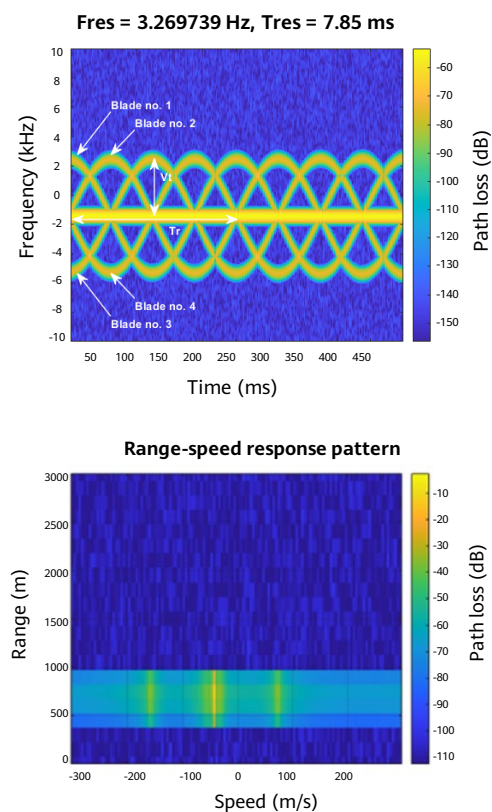 Fres = 3.269739 Hz, Tres = 7.85 ms
10
8
6
4
2
0
-2
-4
-6
-8
-10
Frequency (kHz)
Blade no. 1
Blade no. 2
Vt
Tr
Blade no. 4
Blade no. 3
50 100 150 200 250 300 350 400 450
Time (ms)
-60
-70
-80
-90
-100
-110
-120
-130
-140
-150
Path loss (dB)
Range-speed response pattern
3000
2500
2000
1500
1000
500
0
Range (m)
-300 -200 -100 0 100 200
Speed (m/s)
-10
-20
-30
-40
-50
-60
-70
-80
-90
-100
-110
Path loss (dB)